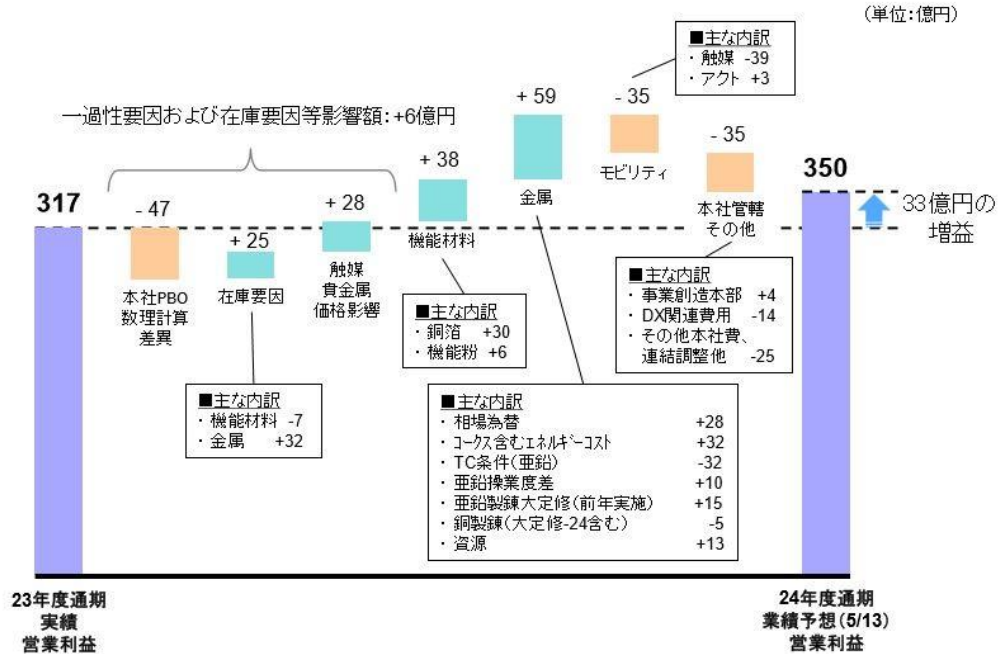 (単位:億円)
■主な内訳
・ 触媒 -39
・ アクト +3
一過性要因および在庫要因等影響額:+6億円
317
- 47
本社PBO
数理計算
差異
+ 25
在庫要因
■主な内訳
・ 機能材料 -7
・ 金属 +32
+ 28
触媒
貴金属
価格影響
+ 38
機能材料
■主な内訳
・ 銅箔 +30
・ 機能粉 +6
+ 59
金属
■主な内訳
・ 相場為替 +28
・ コークス含むエネルギーコスト +32
・ TC条件(亜鉛) -32
・ 亜鉛操業度差 +10
・ 亜鉛製錬大定修(前年実施) +15
・ 銅製錬(大定修-24含む) -5
・ 資源 +13
- 35
モビリティ
- 35
本社管轄
その他
■主な内訳
・ 事業創造本部 +4
・ DX関連費用 -14
・ その他本社費、
連結調整他 -25
350
33億円の
増益
23年度通期
実績
営業利益
24年度通期
業績予想(5/13)
営業利益